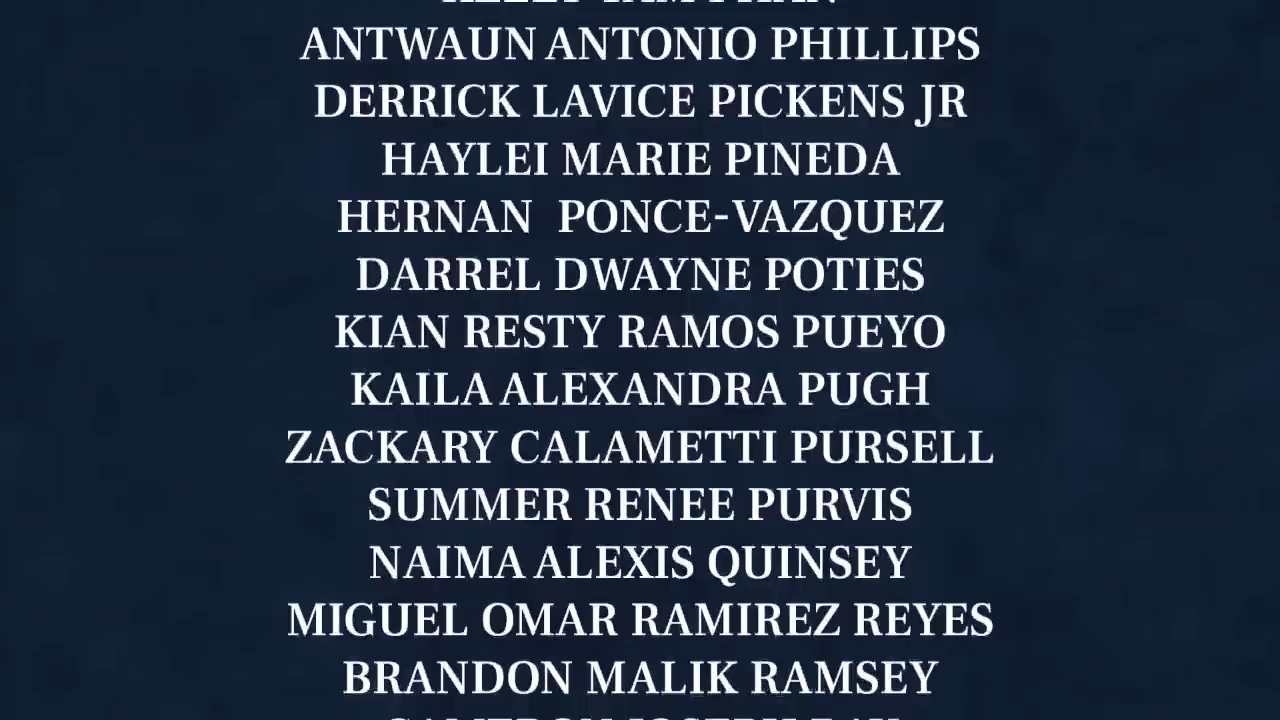 ANTWAUN ANTONIO PHILLIPS
DERRICK LAVICE PICKENS JR
HAYLEI MARIE PINEDA
HERNAN  PONCE-VAZQUEZ
DARREL DWAYNE POTIES
KIAN RESTY RAMOS PUEYO
KAILA ALEXANDRA PUGH
ZACKARY CALAMETTI PURSELL
SUMMER RENEE PURVIS
NAIMA ALEXIS QUINSEY
MIGUEL OMAR RAMIREZ REYES
BRANDON MALIK RAMSEY